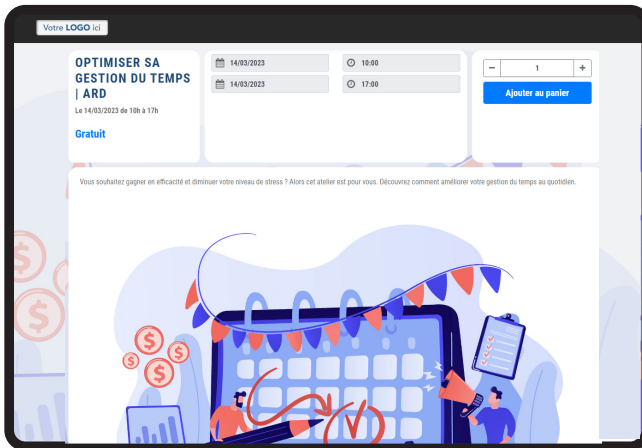 Votre LOGO ici
OPTIMISER SA
GESTION DU TEMPS
| ARD
Le 14/03/2023 de 10h à 17h
Gratuit
14/03/2023
10:00
14/03/2023
17:00
− 1 +
Ajouter au panier
Vous souhaitez gagner en efficacité et diminuer votre niveau de stress ? Alors cet atelier est pour vous. Découvrez comment améliorer votre gestion du temps au quotidien.